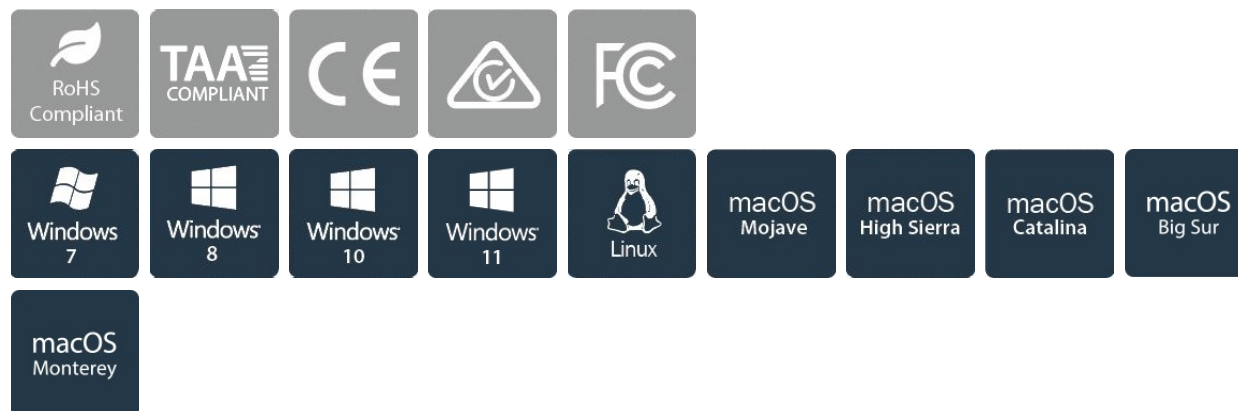 RoHS
Compliant
TAA
COMPLIANT
CE
FC
Windows
7
Windows
8
Windows
10
Windows
11
Linux
macOS
Mojave
macOS
High Sierra
macOS
Catalina
macOS
Big Sur
macOS
Monterey